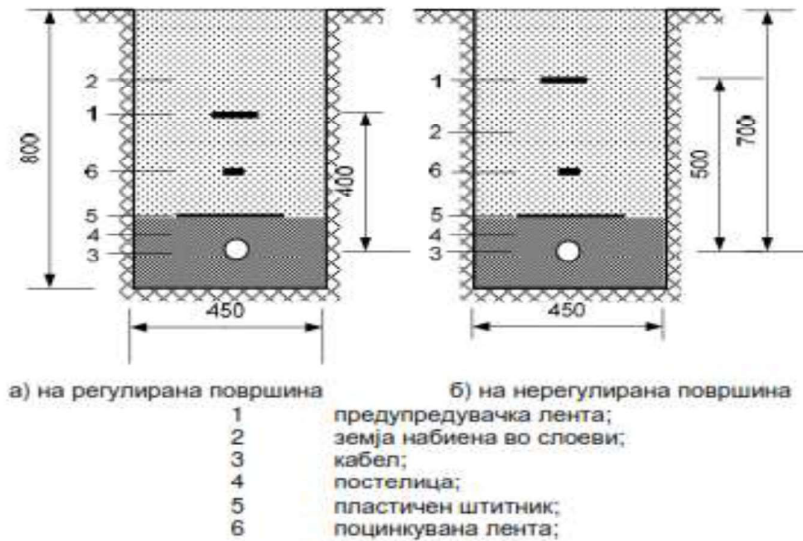 2
1
6
5
4
3
800
400
450
1
2
6
5
4
3
500
700
450
а) на регулирана површина б) на нерегулирана површина
1 предупредувачка лента;
2 земја набиена во слоеви;
3 кабел;
4 постелица;
5 пластичен штитник;
6 поцинкувана лента;